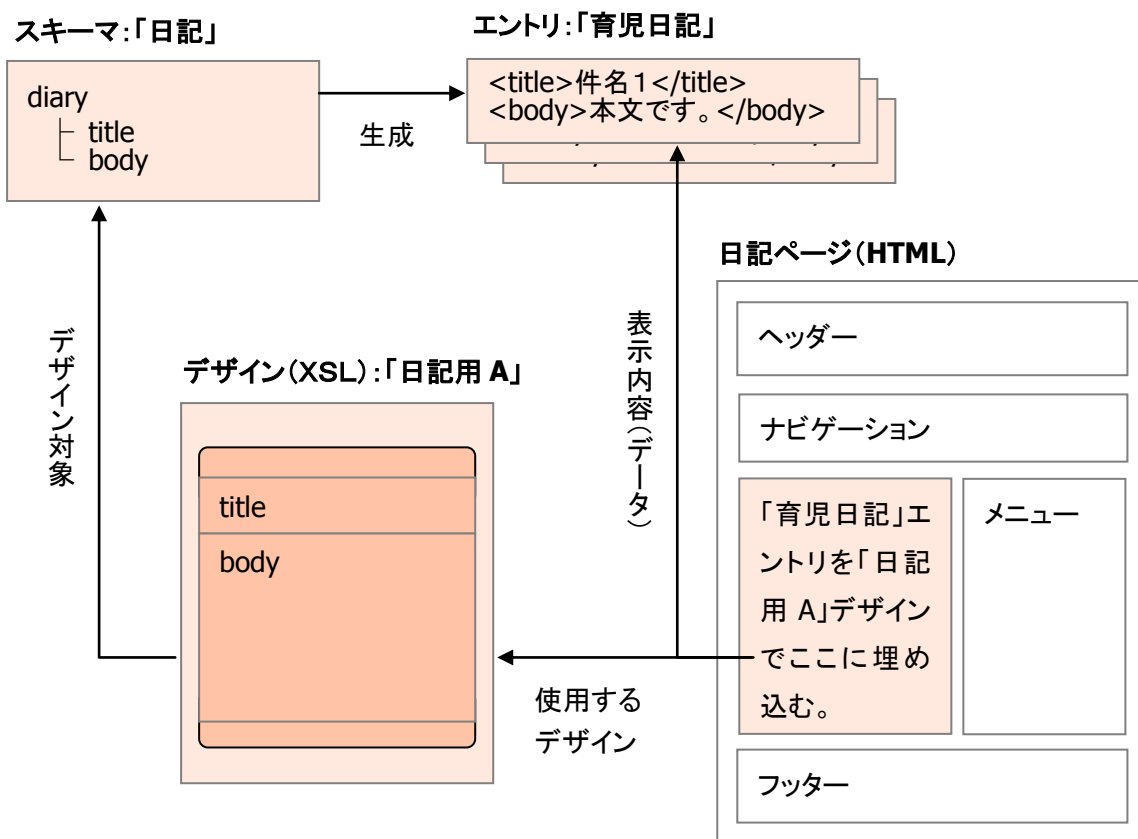 スキーマ：「日記」
diary
title
body
生成
エントリ：「育児日記」
<title>件名１</title>
<body>本文です。</body>
デザイン対象
デザイン（XSL）：「日記用 A」
title
body
表示内容（データ）
使用する
デザイン
日記ページ（HTML）
ヘッダー
ナビゲーション
「育児日記」エ
ントリを「日記
用 A」デザイン
でここに埋め
込む。
メニュー
フッター